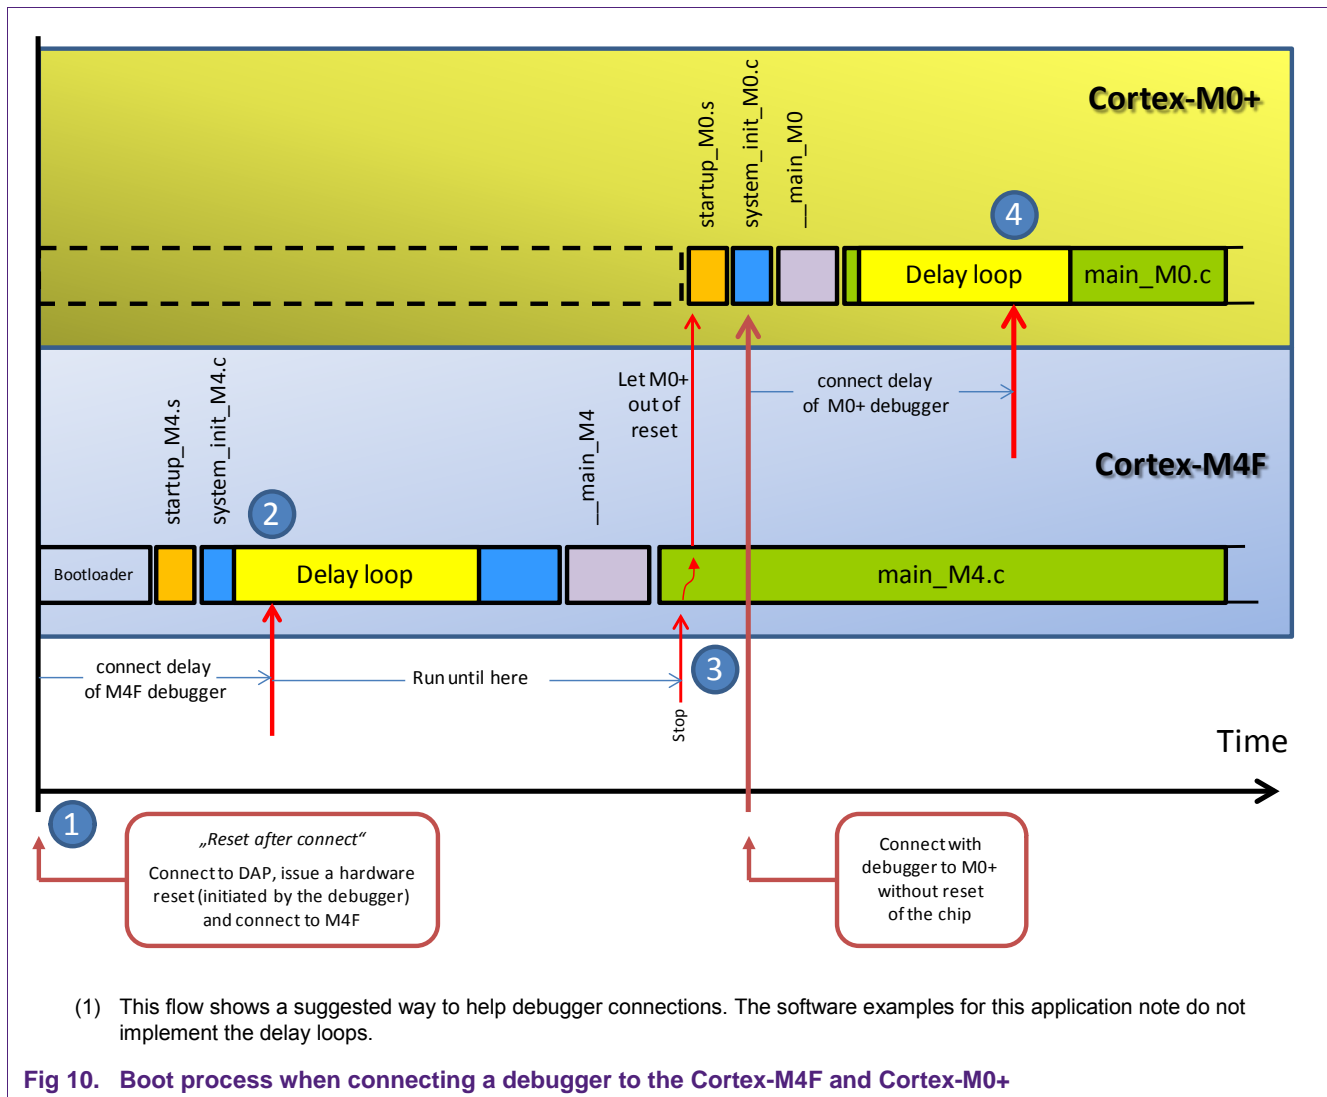 Cortex-M0+
startup_M0.s
system_init_M0.c
__main_M0
4
Delay loop
main_M0.c
Let M0+
out of
reset
connect delay
of M0+ debugger
Cortex-M4F
startup_M4.s
system_init_M4.c
__main_M4
2
Bootloader
Delay loop
main_M4.c
connect delay
of M4F debugger
Run until here
3
Stop
Time
1
„Reset after connect“
Connect to DAP, issue a hardware
reset (initiated by the debugger)
and connect to M4F
Connect with
debugger to M0+
without reset
of the chip
(1) This flow shows a suggested way to help debugger connections. The software examples for this application note do not
implement the delay loops.
Fig 10. Boot process when connecting a debugger to the Cortex-M4F and Cortex-M0+